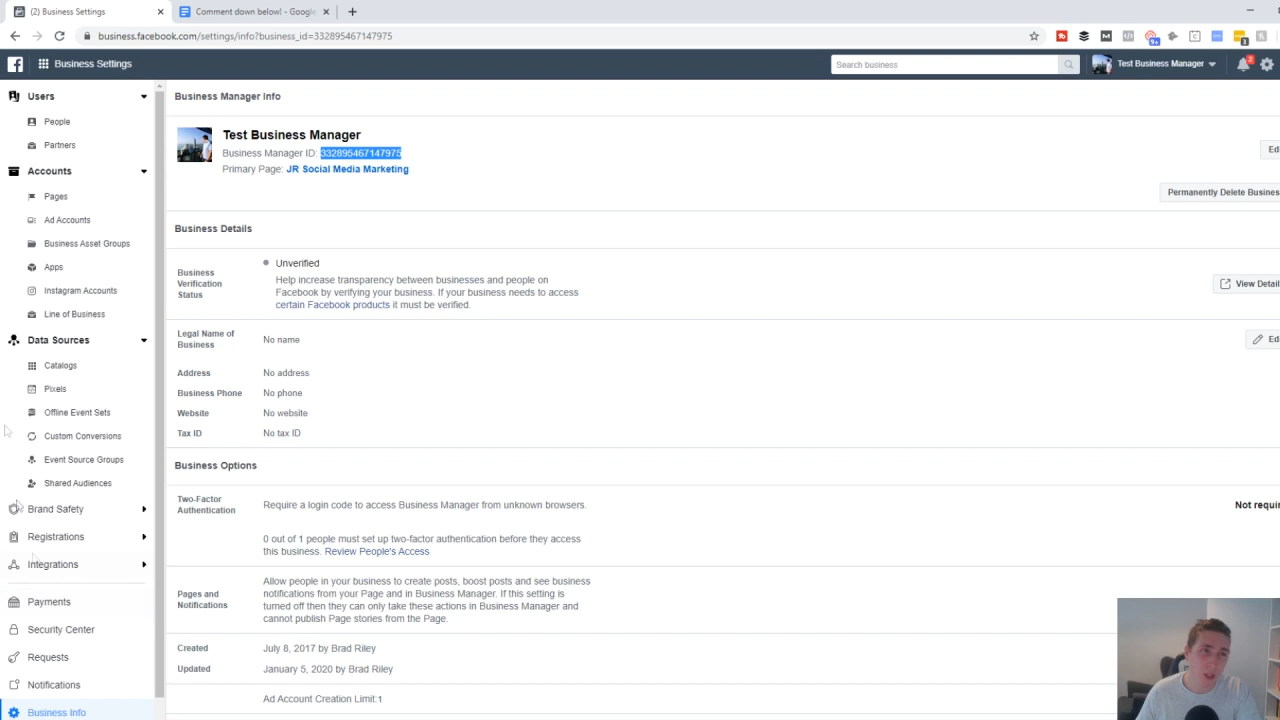 (2) Business Settings
Comment down below! - Google
business.facebook.com/settings/info?business_id=332895467147975
Business Settings
Search business
Test Business Manager
2
Users
People
Partners
Accounts
Pages
Ad Accounts
Business Asset Groups
Apps
Instagram Accounts
Line of Business
Data Sources
Catalogs
Pixels
Offline Event Sets
Custom Conversions
Event Source Groups
Shared Audiences
Brand Safety
Registrations
Integrations
Payments
Security Center
Requests
Notifications
Business Info
Business Manager Info
Test Business Manager
Business Manager ID: 332895467147975
Primary Page: JR Social Media Marketing
Edi
Permanently Delete Busines
Business Details
Business
Verification
Status
Unverified
Help increase transparency between businesses and people on
Facebook by verifying your business. If your business needs to access
certain Facebook products it must be verified.
View Detail
Legal Name of
Business
No name
Edi
Address
No address
Business Phone
No phone
Website
No website
Tax ID
No tax ID
Business Options
Two-Factor
Authentication
Require a login code to access Business Manager from unknown browsers.
Not requir
0 out of 1 people must set up two-factor authentication before they access
this business. Review People's Access
Pages and
Notifications
Allow people in your business to create posts, boost posts and see business
notifications from your Page and in Business Manager. If this setting is
turned off then they can only take these actions in Business Manager and
cannot publish Page stories from the Page.
Created
July 8, 2017 by Brad Riley
Updated
January 5, 2020 by Brad Riley
Ad Account Creation Limit:1